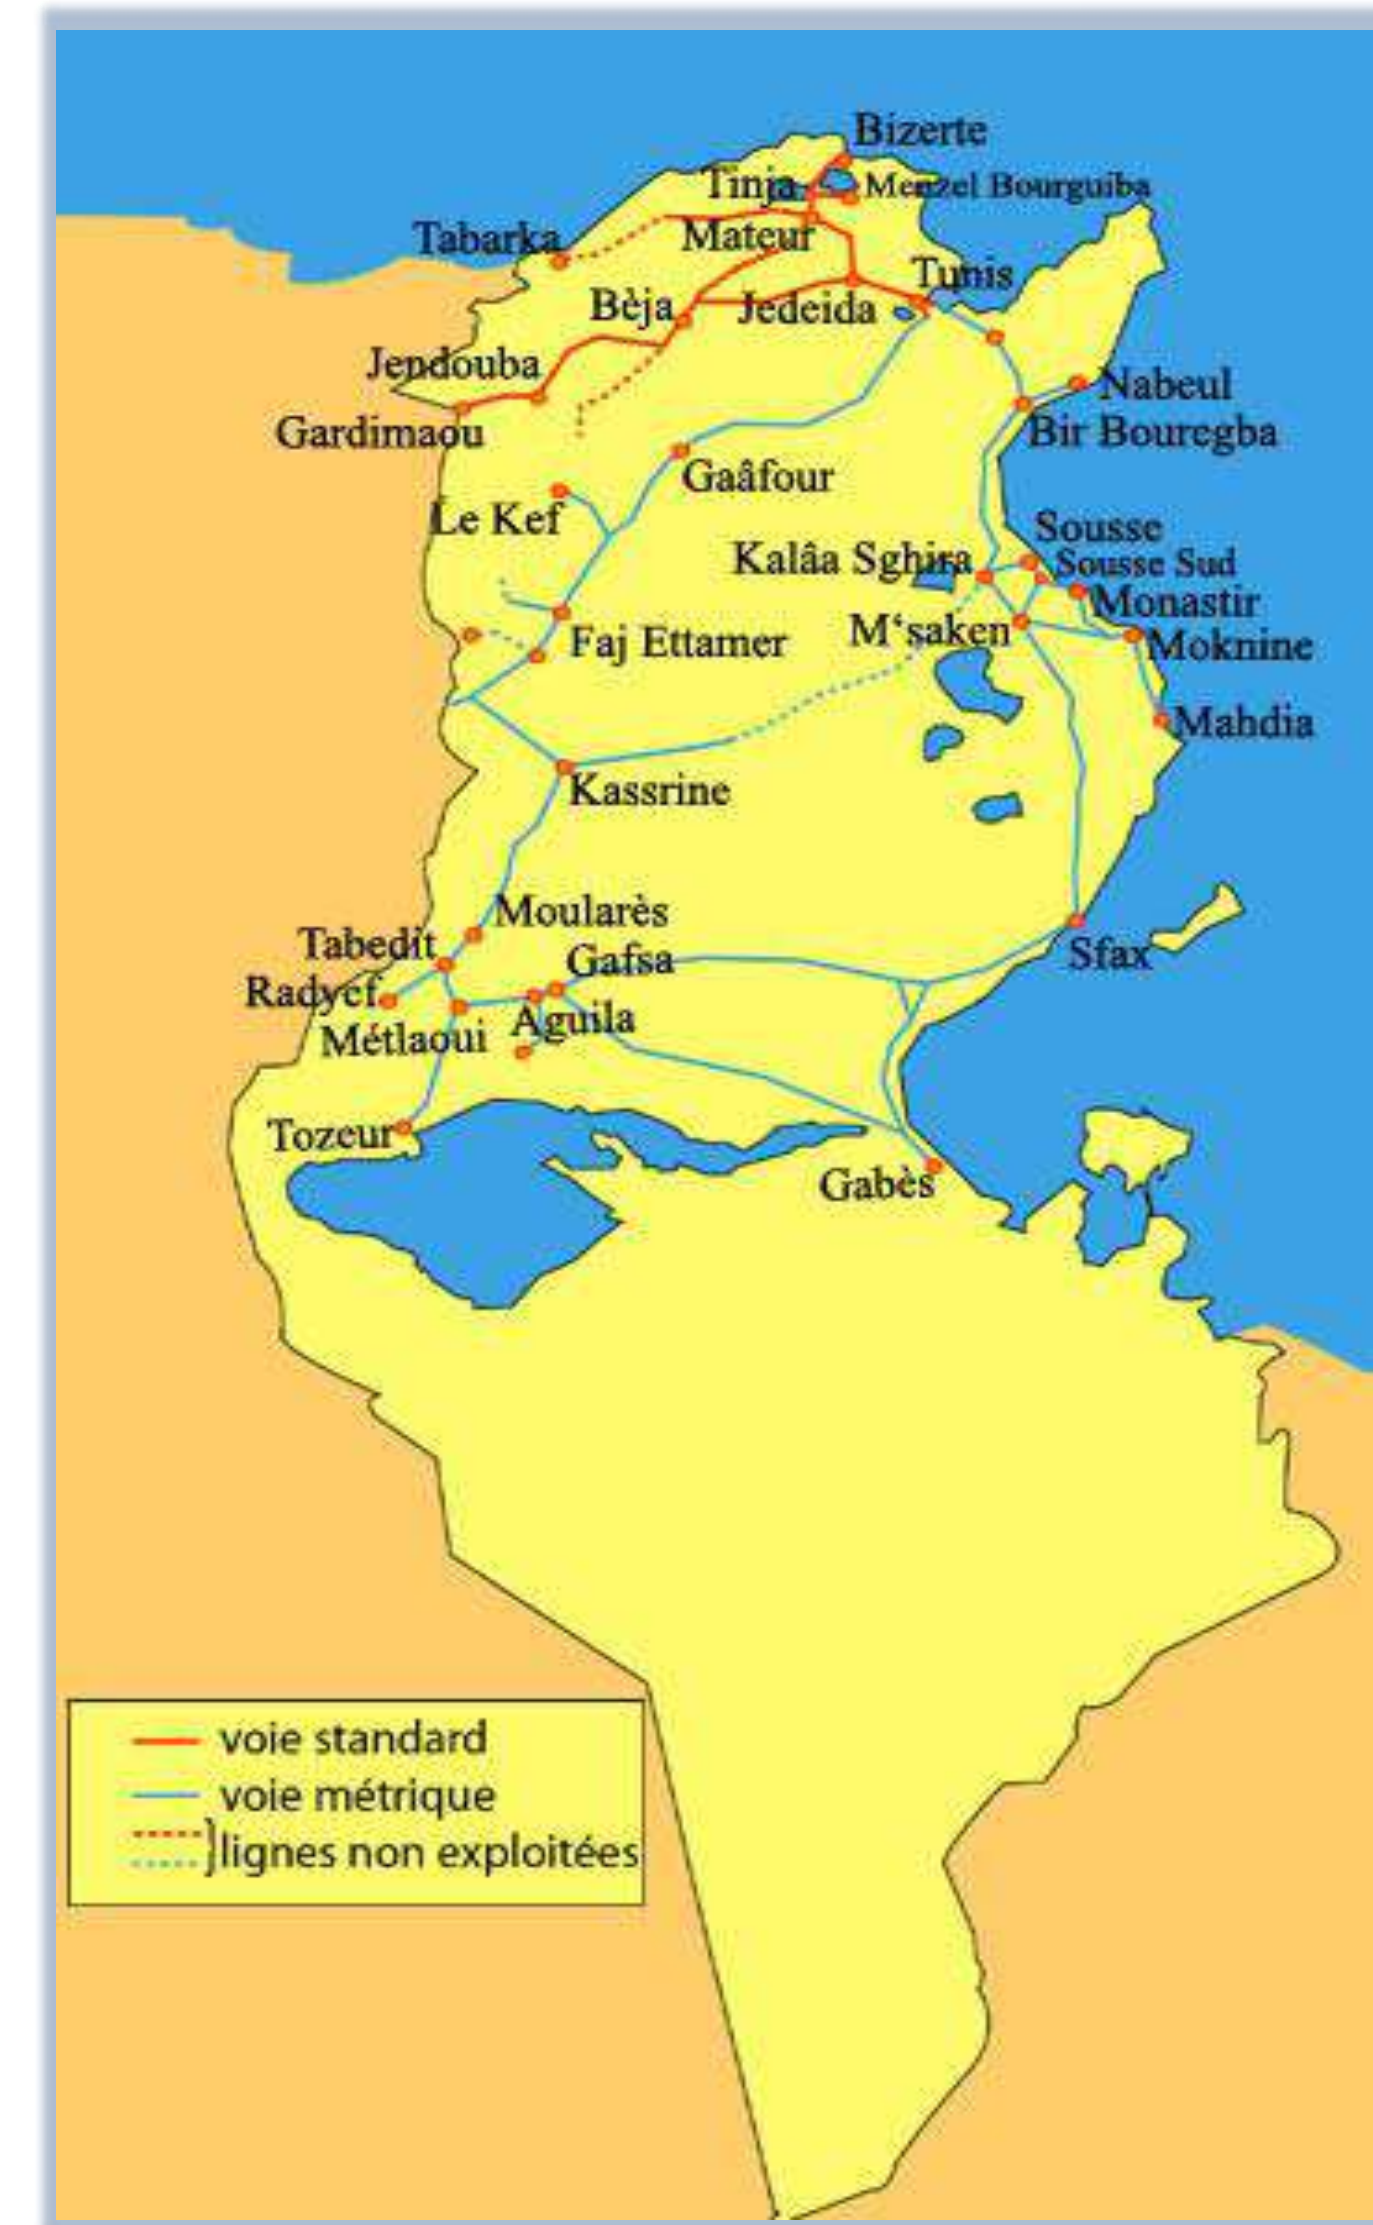 Bizerte
Tinja
Menzel Bourguiba
Tabarka
Mateur
Tunis
Bèja
Jedeida
Jendouba
Nabeul
Gardimaou
Bir Bouregba
Gaâfour
Le Kef
Sousse
Kalâa Sghira
Sousse Sud
Monastir
M‘saken
Faj Ettamer
Moknine
Mahdia
Kassrine
Moularès
Tabedit
Gafsa
Sfax
Radyef
Aguila
Métlaoui
Tozeur
Gabès
voie standard
voie métrique
lignes non exploitées